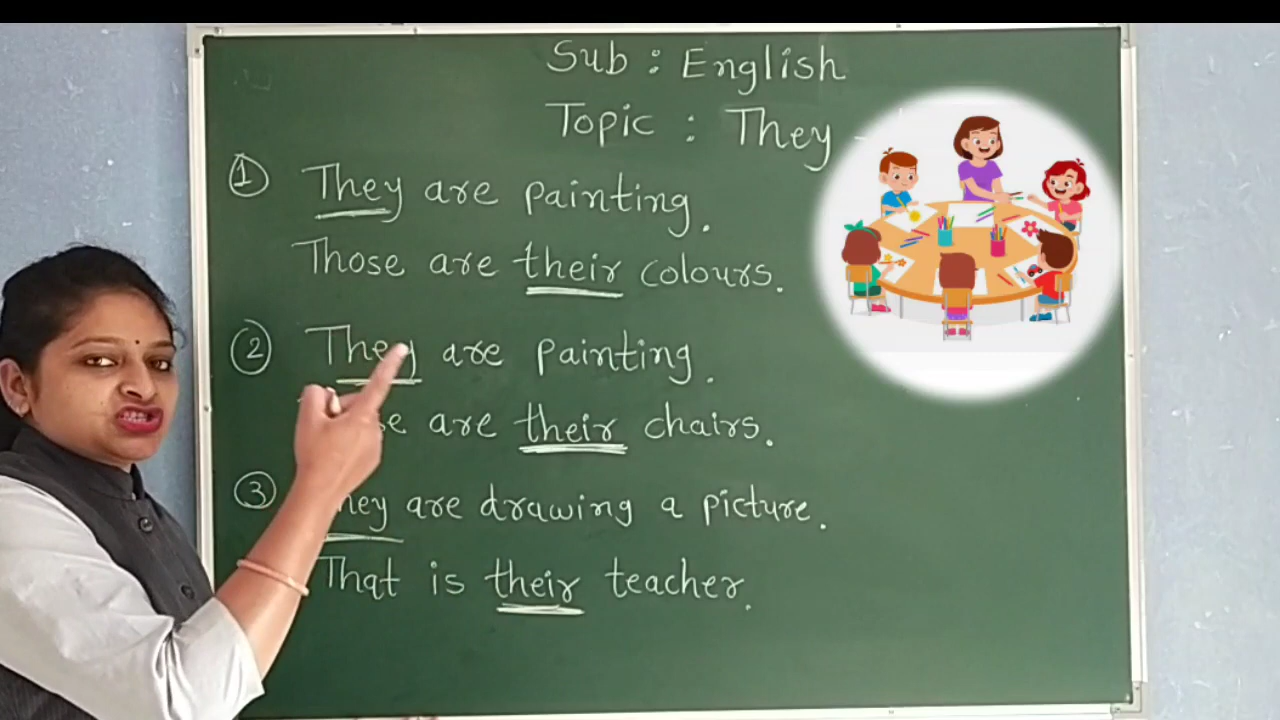 Sub : English
Topic : They
① They are painting.
Those are their colours.
② They are painting.
are their chairs.
③ They are drawing a picture.
That is their teacher.